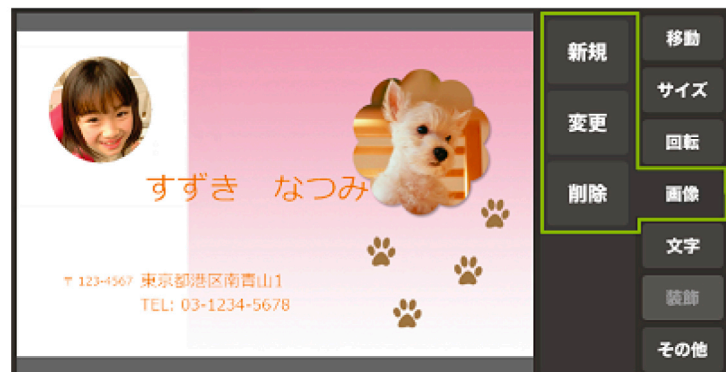 すずき なつみ
〒123-4567 東京都港区南青山1
TEL: 03-1234-5678
新規
変更
削除
移動
サイズ
回転
画像
文字
装飾
その他